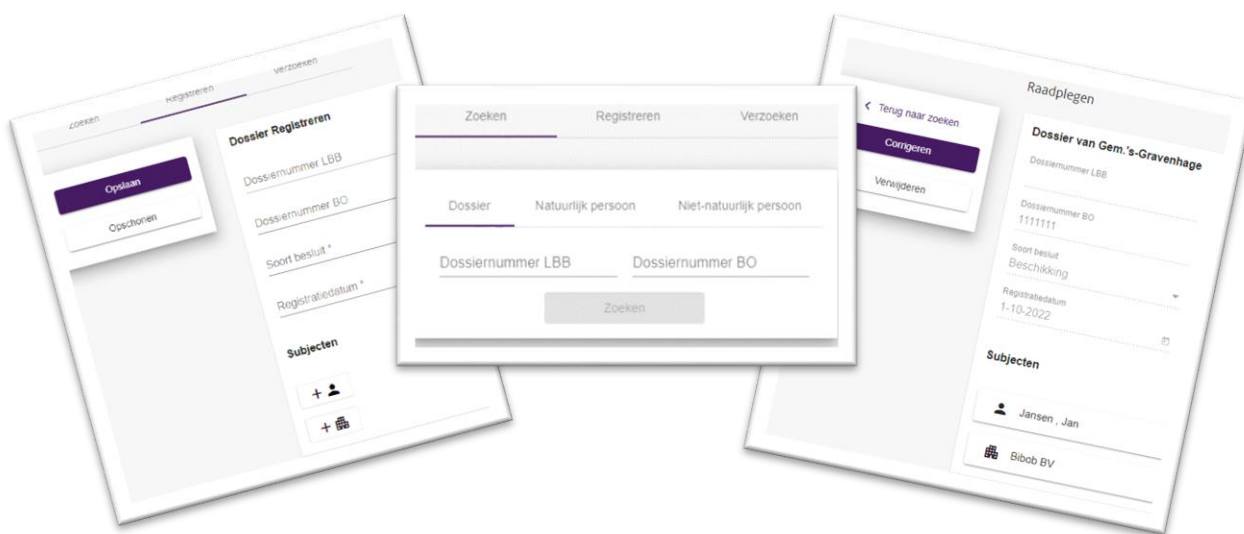 Zoeken
Registreren
Verzoeken
Opslaan
Opschonen
Dossier Registreren
Dossiernummer LBB
Dossiernummer BO
Soort besluit *
Registratiedatum *
Subjecten
+
+
Zoeken
Registreren
Verzoeken
Dossier
Natuurlijk persoon
Niet-natuurlijk persoon
Dossiernummer LBB
Dossiernummer BO
Zoeken
Raadplegen
< Terug naar zoeken
Corrigeren
Verwijderen
Dossier van Gem.'s-Gravenhage
Dossiernummer LBB
Dossiernummer BO
1111111
Soort besluit
Beschikking
Registratiedatum
1-10-2022
Subjecten
Jansen , Jan
Bibob BV